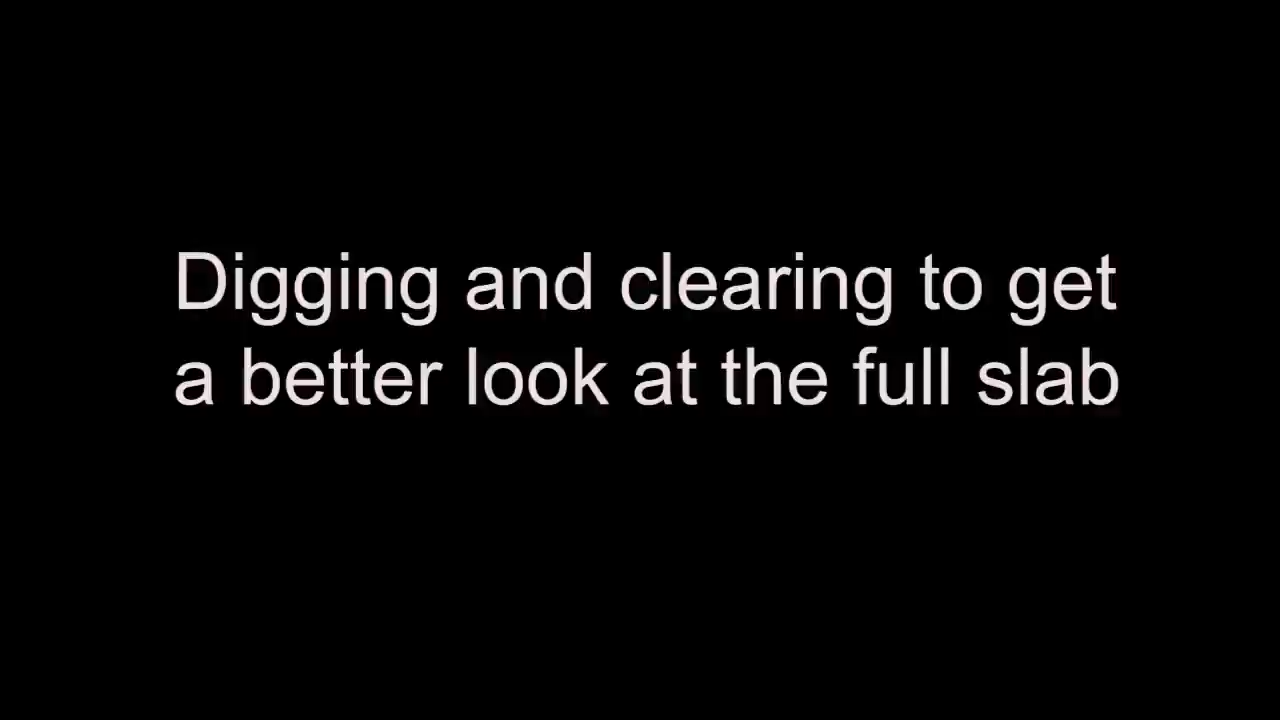 Digging and clearing to get
a better look at the full slab